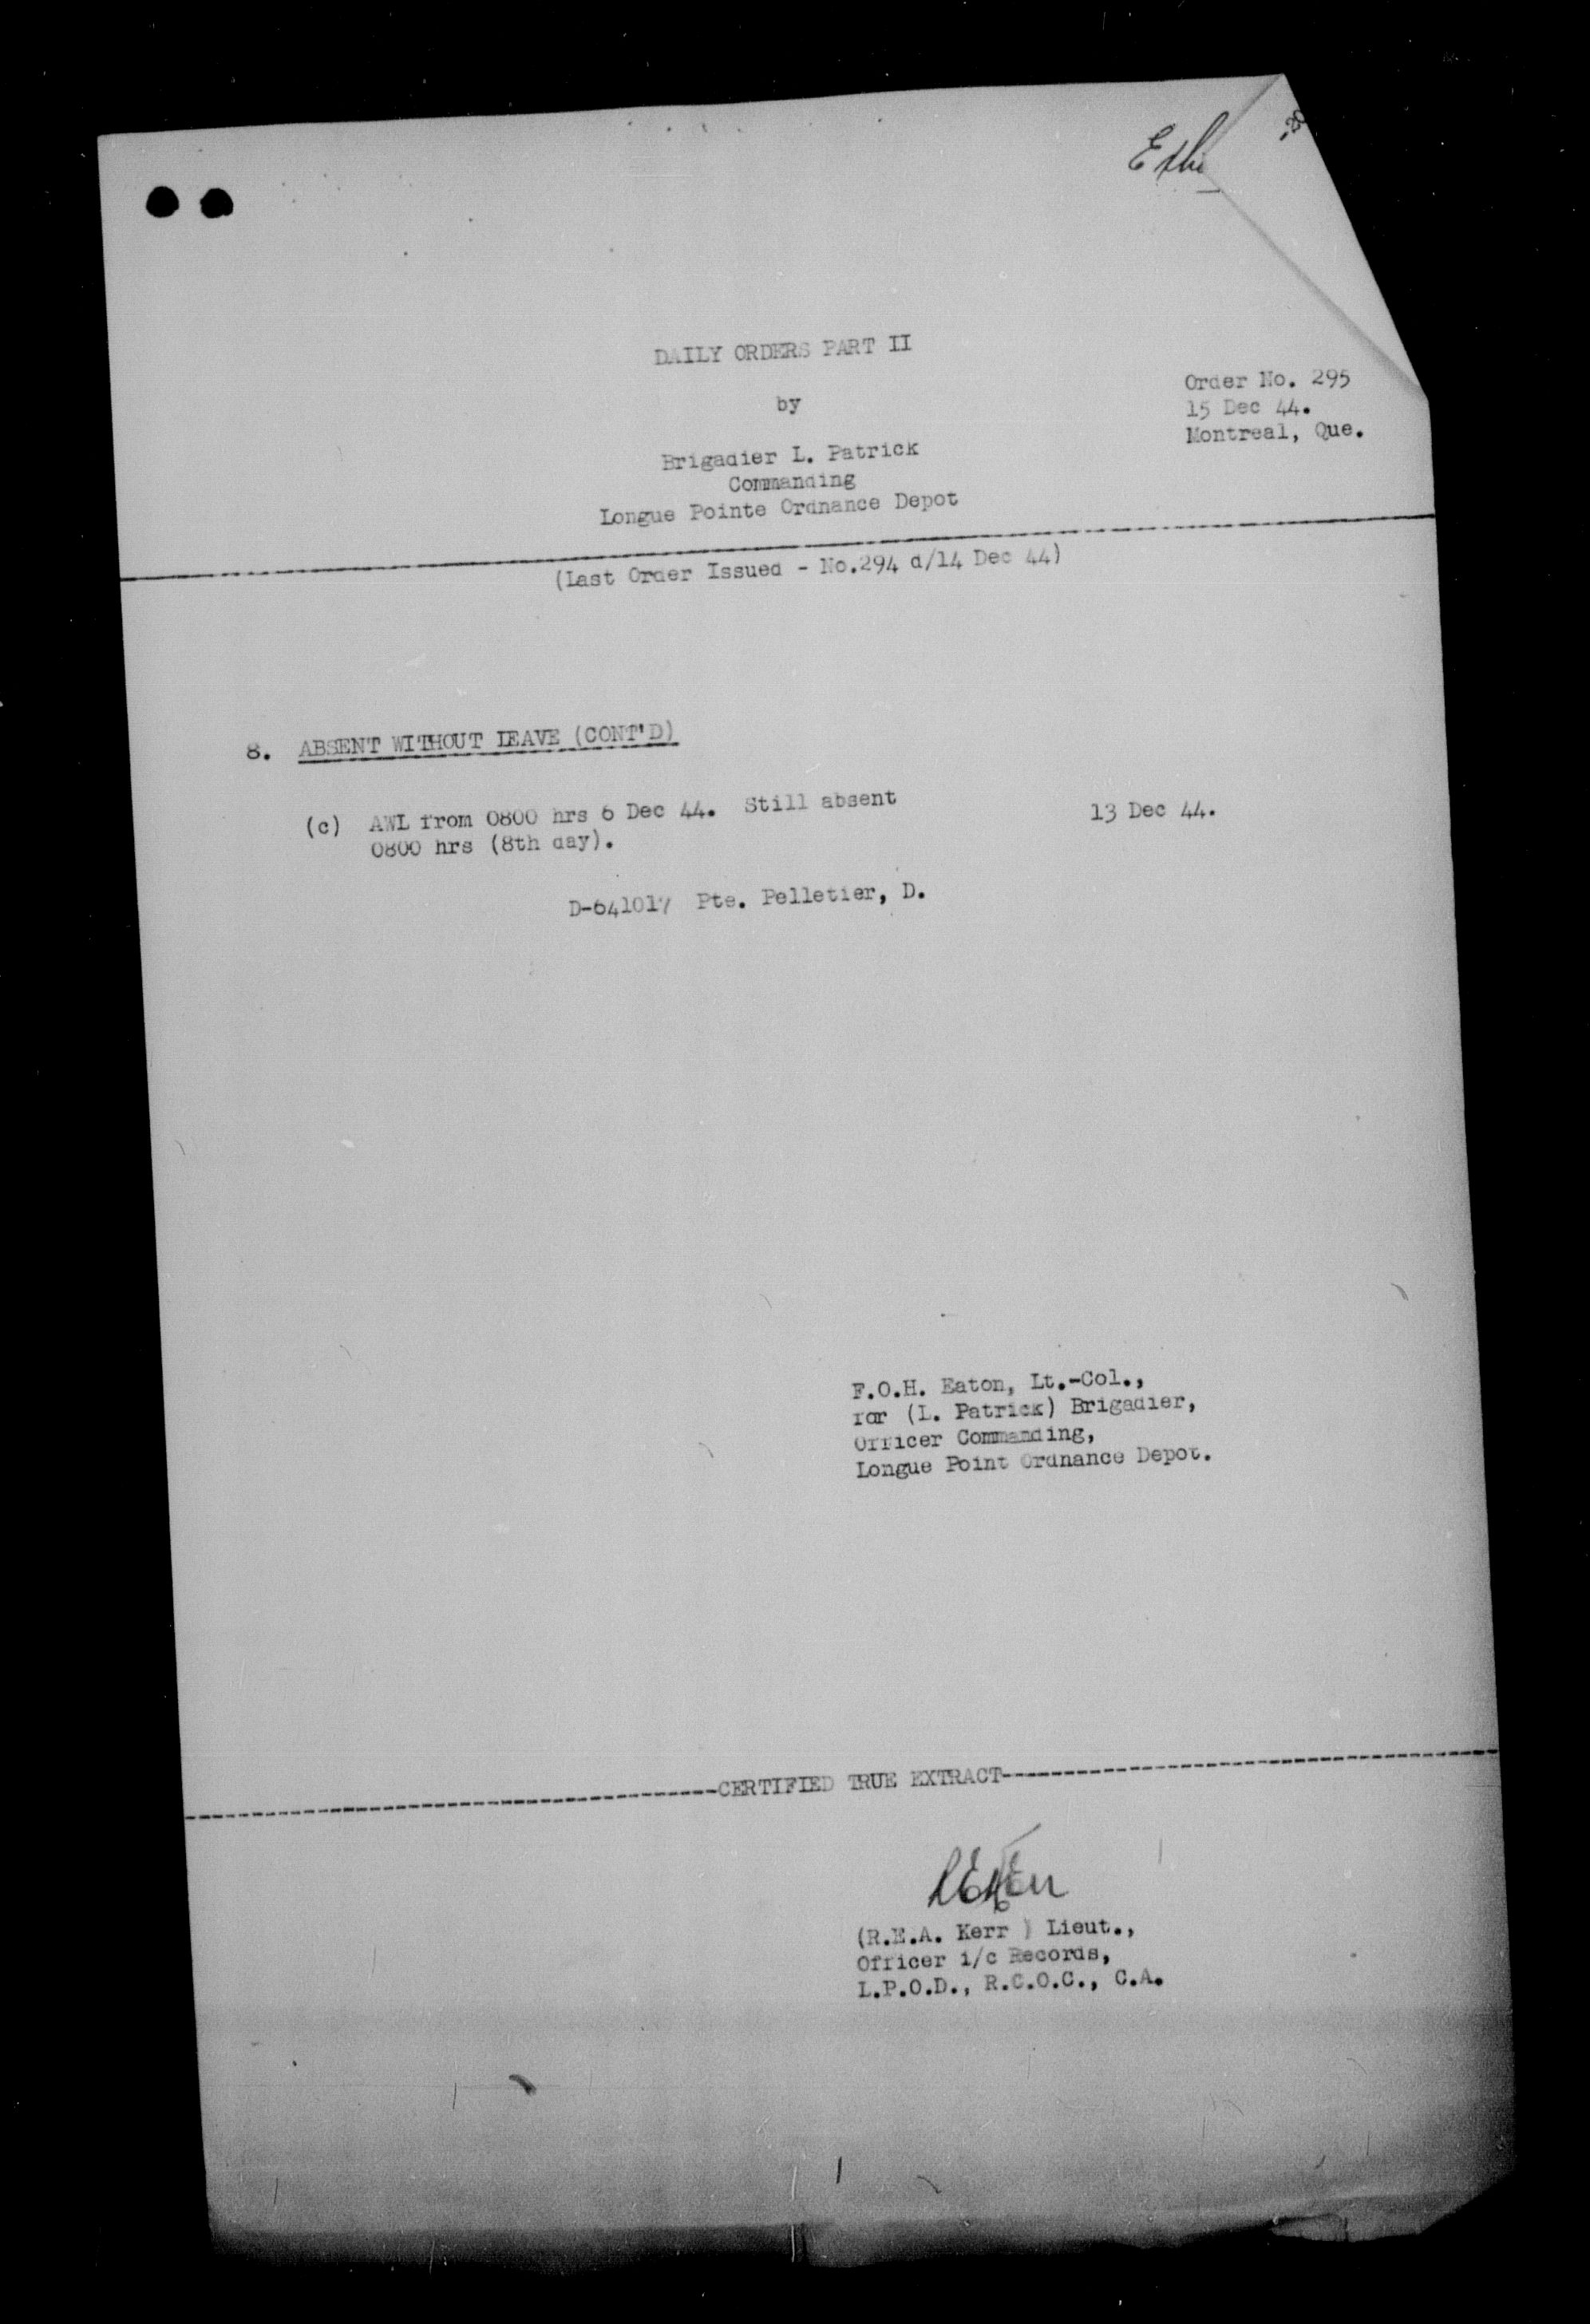 DAILY ORDERS PART II
by
Brigadier L. Patrick
Commanding
Longue Pointe Ordnance Depot
Order No. 295
15 Dec 44.
Montreal, Que.
(Last Order Issued - No.294 d/14 Dec 44)
8. ABSENT WITHOUT LEAVE (CONT'D)
(c) AWL from 0800 hrs 6 Dec 44. Still absent 13 Dec 44.
0800 hrs (8th day).
D-641017 Pte. Pelletier, D.
F.O.H. Eaton, Lt.-Col.,
for (L. Patrick) Brigadier,
Officer Commanding,
Longue Point Ordnance Depot.
CERTIFIED TRUE EXTRACT
(R.E.A. Kerr ) Lieut.,
Officer i/c Records,
L.P.O.D., R.C.O.C., C.A.